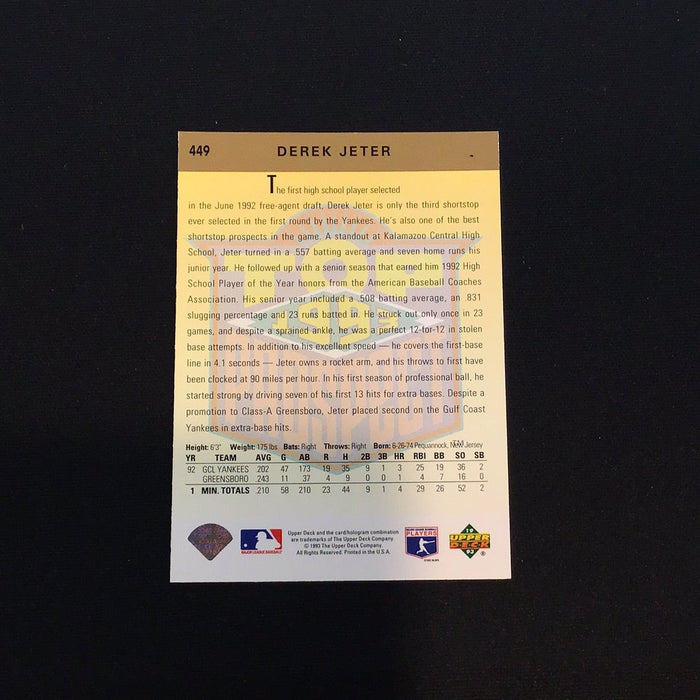 449 DEREK JETER
The first high school player selected
in the June 1992 free-agent draft, Derek Jeter is only the third shortstop
ever selected in the first round by the Yankees. He's also one of the best
shortstop prospects in the game. A standout at Kalamazoo Central High
School, Jeter turned in a .557 batting average and seven home runs his
junior year. He followed up with a senior season that earned him 1992 High
School Player of the Year honors from the American Baseball Coaches
Association. His senior year included a .508 batting average, an .831
slugging percentage and 23 runs batted in. He struck out only once in 23
games, and despite a sprained ankle, he was a perfect 12-for-12 in stolen
base attempts. In addition to his excellent speed — he covers the first-base
line in 4.1 seconds — Jeter owns a rocket arm, and his throws to first have
been clocked at 90 miles per hour. In his first season of professional ball, he
started strong by driving seven of his first 13 hits for extra bases. Despite a
promotion to Class-A Greensboro, Jeter placed second on the Gulf Coast
Yankees in extra-base hits.
TOP
1993
PROSPECT
TM
Height: 6'3" Weight: 175 lbs Bats: Right Throws: Right Born: 6-26-74 Pequannock, New Jersey
YR TEAM AVG G AB R H 2B 3B HR RBI BB SO SB
92 GCL YANKEES .202 47 173 19 35 9 1 3 25 19 36 2
GREENSBORO .243 11 37 4 9 0 0 1 4 7 16 0
1 MIN. TOTALS .210 58 210 23 44 9 1 4 29 26 52 2
MAJOR LEAGUE BASEBALL
Upper Deck and the card/hologram combination
are trademarks of The Upper Deck Company.
© 1993 The Upper Deck Company.
All Rights Reserved. Printed in the U.S.A.
PLAYERS
19
UPPER
DECK
93
®